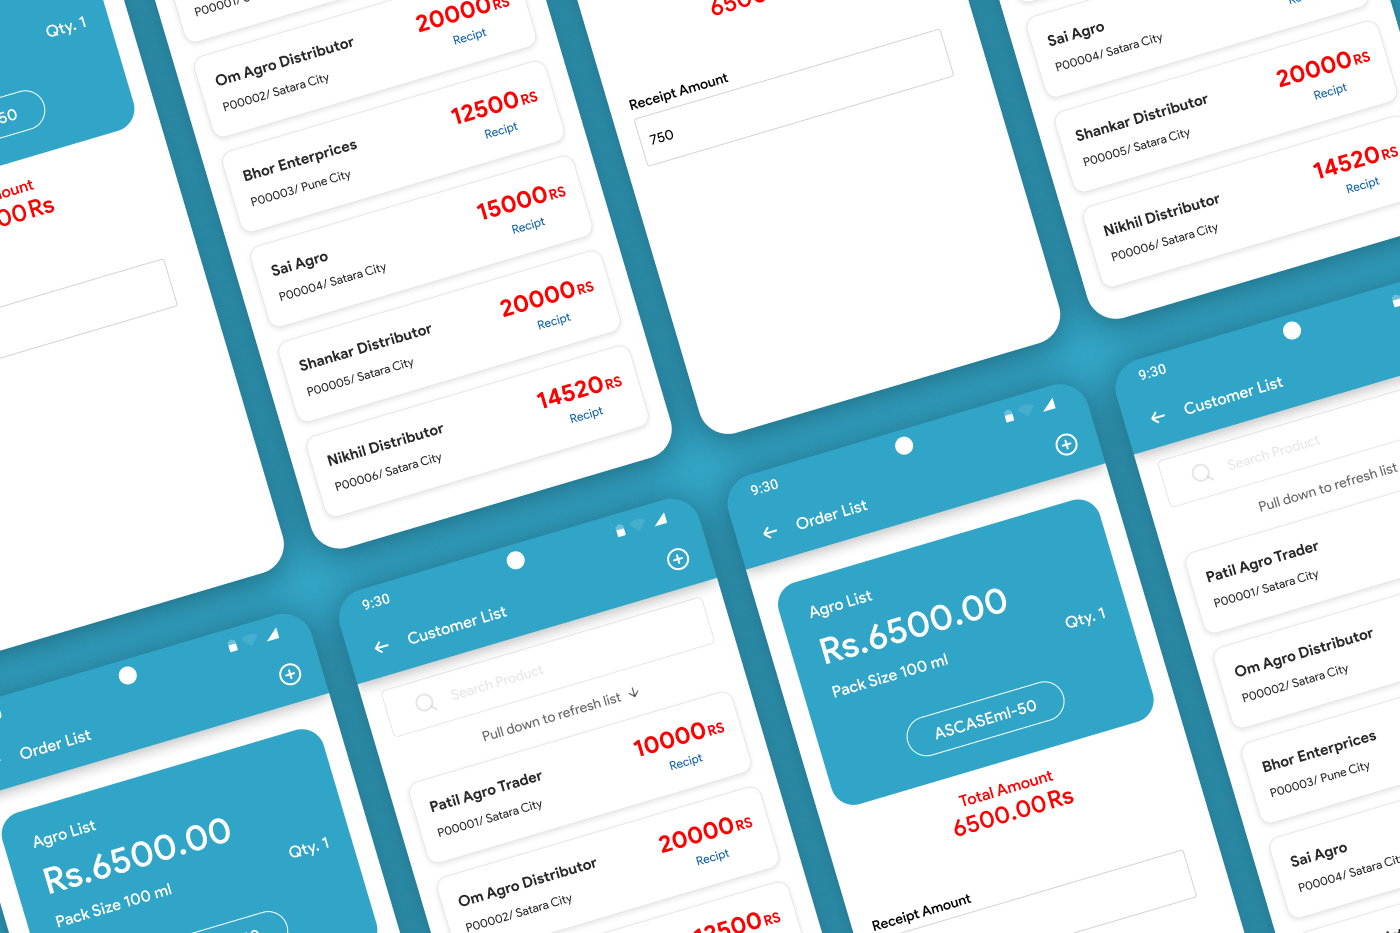 Qty. 1
50
ount
00Rs
P00001/
20000RS
Om Agro Distributor
P00002/ Satara City
Recipt
12500RS
Bhor Enterprices
P00003/ Pune City
Recipt
15000RS
Sai Agro
P00004/ Satara City
Recipt
20000RS
Shankar Distributor
P00005/ Satara City
Recipt
14520RS
Nikhil Distributor
P00006/ Satara City
Recipt
6500
Receipt Amount
750
Sai Agro
P00004/ Satara City
20000RS
Shankar Distributor
P00005/ Satara City
Recipt
14520RS
Nikhil Distributor
P00006/ Satara City
Recipt
Order List
Agro List
Rs.6500.00
Qty. 1
Pack Size 100 ml
9:30
Customer List
Search Product
Pull down to refresh list
10000RS
Patil Agro Trader
P00001/ Satara City
Recipt
20000RS
Om Agro Distributor
P00002/ Satara City
Recipt
12500RS
9:30
Order List
Agro List
Rs.6500.00
Qty. 1
Pack Size 100 ml
ASCASEml-50
Total Amount
6500.00Rs
Receipt Amount
9:30
Customer List
Search Product
Pull down to refresh list
Patil Agro Trader
P00001/ Satara City
Om Agro Distributor
P00002/ Satara City
Bhor Enterprices
P00003/ Pune City
Sai Agro
P00004/ Satara Cit